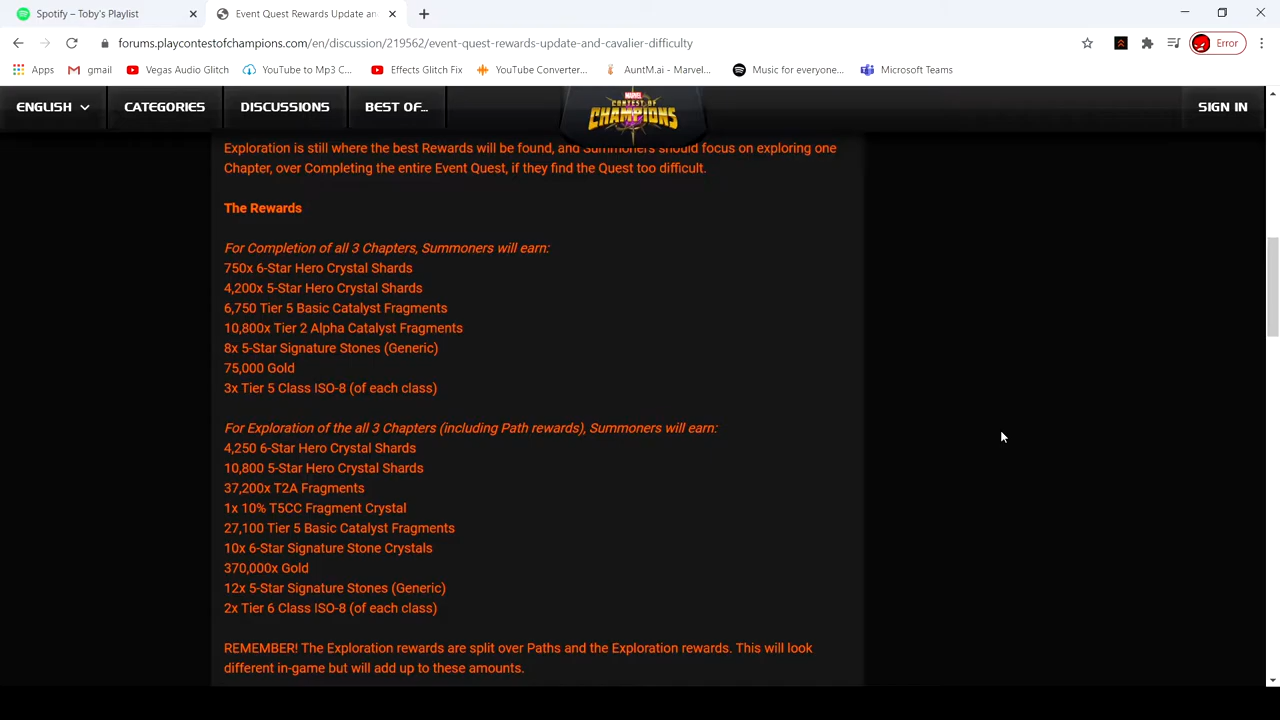 Spotify – Toby's Playlist
Event Quest Rewards Update an
forums.playcontestofchampions.com/en/discussion/219562/event-quest-rewards-update-and-cavalier-difficulty
Error
Apps
gmail
Vegas Audio Glitch
YouTube to Mp3 C...
Effects Glitch Fix
YouTube Converter...
AuntM.ai - Marvel...
Music for everyone...
Microsoft Teams
ENGLISH
CATEGORIES
DISCUSSIONS
BEST OF...
MARVEL
CONTEST OF
CHAMPIONS
SIGN IN
Exploration is still where the best Rewards will be found, and Summoners should focus on exploring one
Chapter, over Completing the entire Event Quest, if they find the Quest too difficult.
The Rewards
For Completion of all 3 Chapters, Summoners will earn:
750x 6-Star Hero Crystal Shards
4,200x 5-Star Hero Crystal Shards
6,750 Tier 5 Basic Catalyst Fragments
10,800x Tier 2 Alpha Catalyst Fragments
8x 5-Star Signature Stones (Generic)
75,000 Gold
3x Tier 5 Class ISO-8 (of each class)
For Exploration of the all 3 Chapters (including Path rewards), Summoners will earn:
4,250 6-Star Hero Crystal Shards
10,800 5-Star Hero Crystal Shards
37,200x T2A Fragments
1x 10% T5CC Fragment Crystal
27,100 Tier 5 Basic Catalyst Fragments
10x 6-Star Signature Stone Crystals
370,000x Gold
12x 5-Star Signature Stones (Generic)
2x Tier 6 Class ISO-8 (of each class)
REMEMBER! The Exploration rewards are split over Paths and the Exploration rewards. This will look
different in-game but will add up to these amounts.